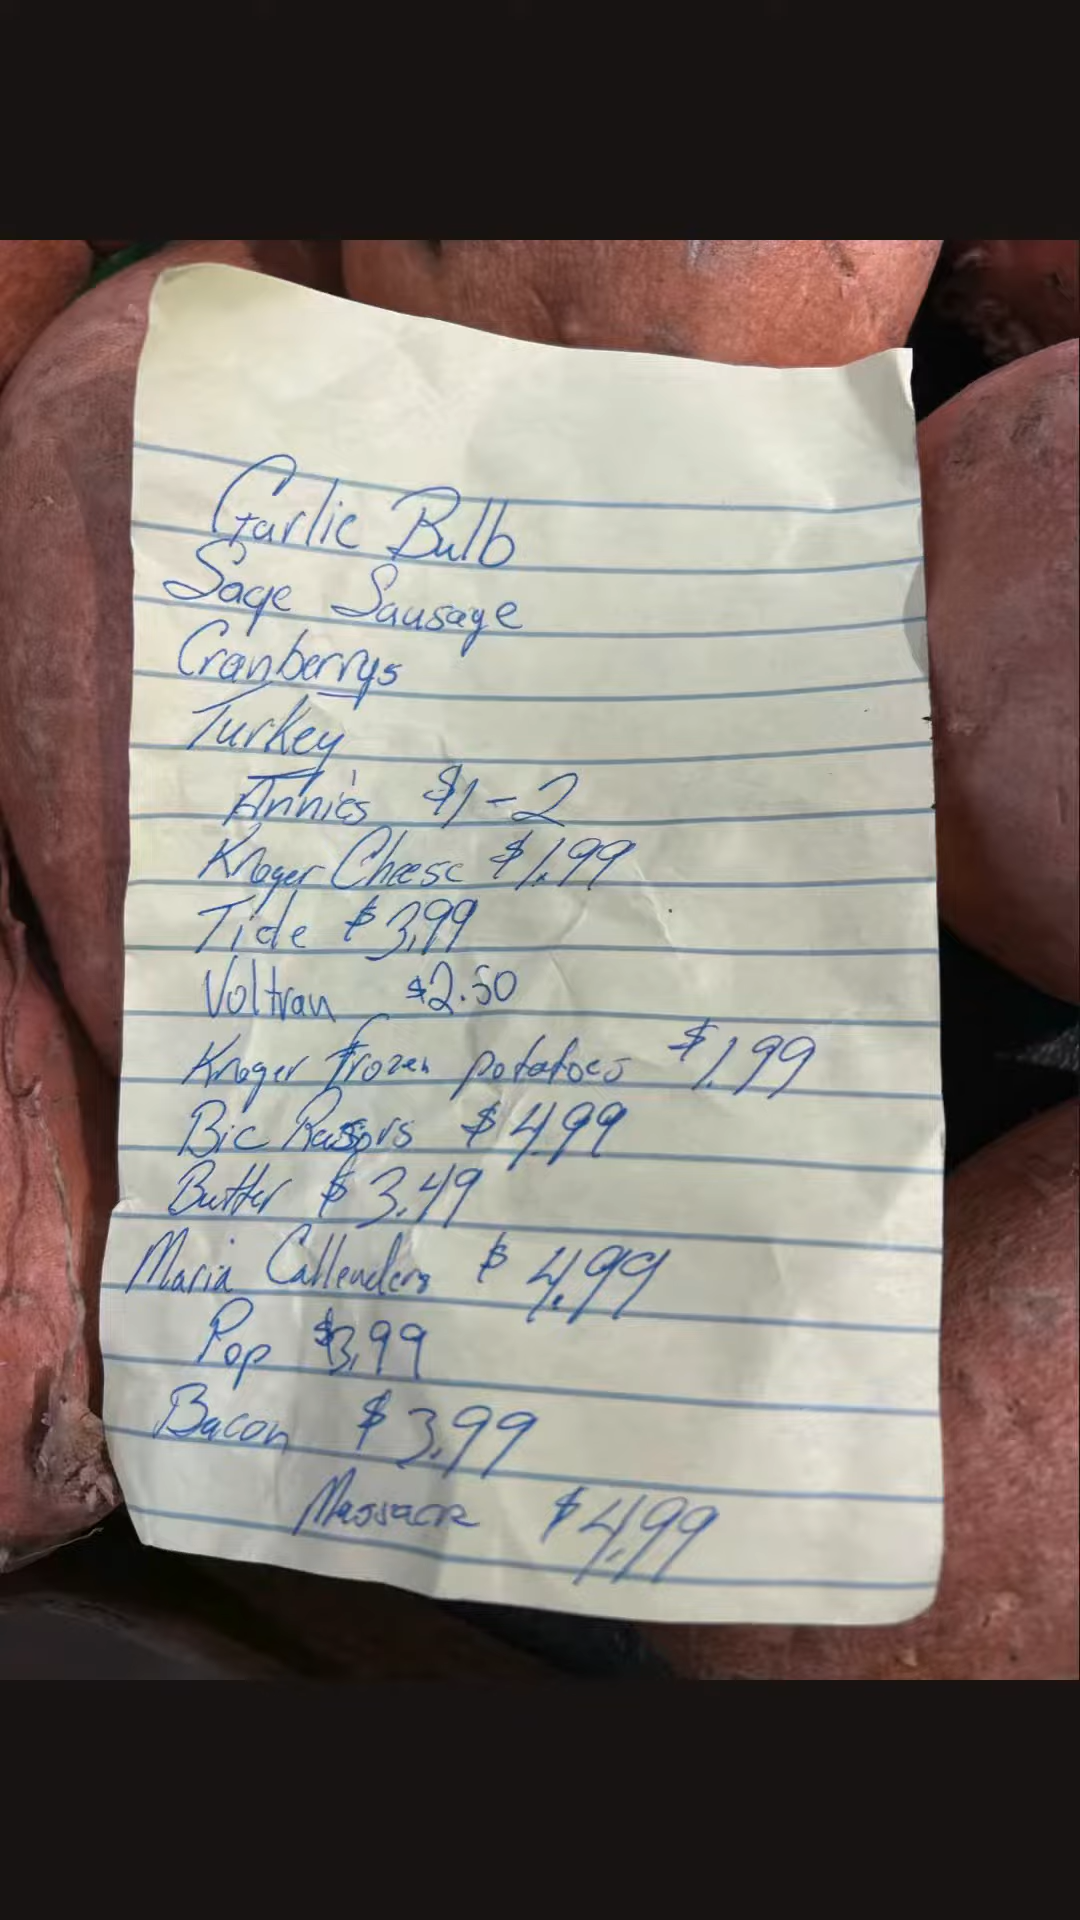 Garlic Bulb
Sage Sausage
Cranberrys
Turkey
Annies $1-2
Kroger Cheese $1.99
Tide $3.99
Voltran $2.50
Kroger frozen potatoes $1.99
Bic Razors $4.99
Butter $3.49
Maria Callenders $4.99
Pop $3.99
Bacon $3.99
$4.99